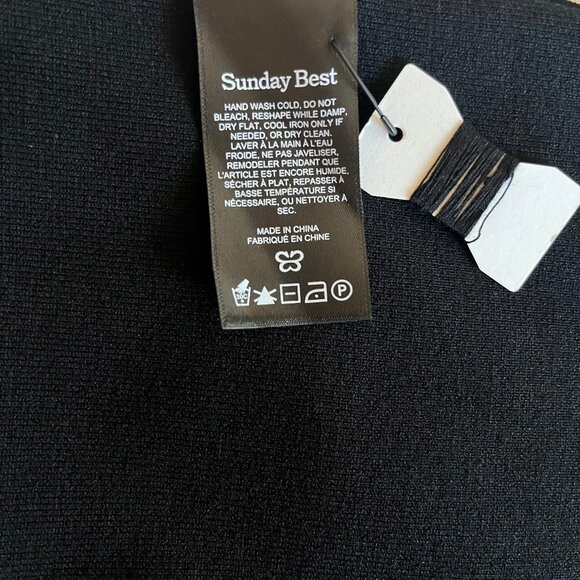 Sunday Best
HAND WASH COLD, DO NOT
BLEACH, RESHAPE WHILE DAMP,
DRY FLAT, COOL IRON ONLY IF
NEEDED, OR DRY CLEAN.
LAVER À LA MAIN À L'EAU
FROIDE, NE PAS JAVELISER,
REMODELER PENDANT QUE
L'ARTICLE EST ENCORE HUMIDE,
SÉCHER À PLAT, REPASSER À
BASSE TEMPÉRATURE SI
NÉCESSAIRE, OU NETTOYER À
SEC.
MADE IN CHINA
FABRIQUÉ EN CHINE
30C P